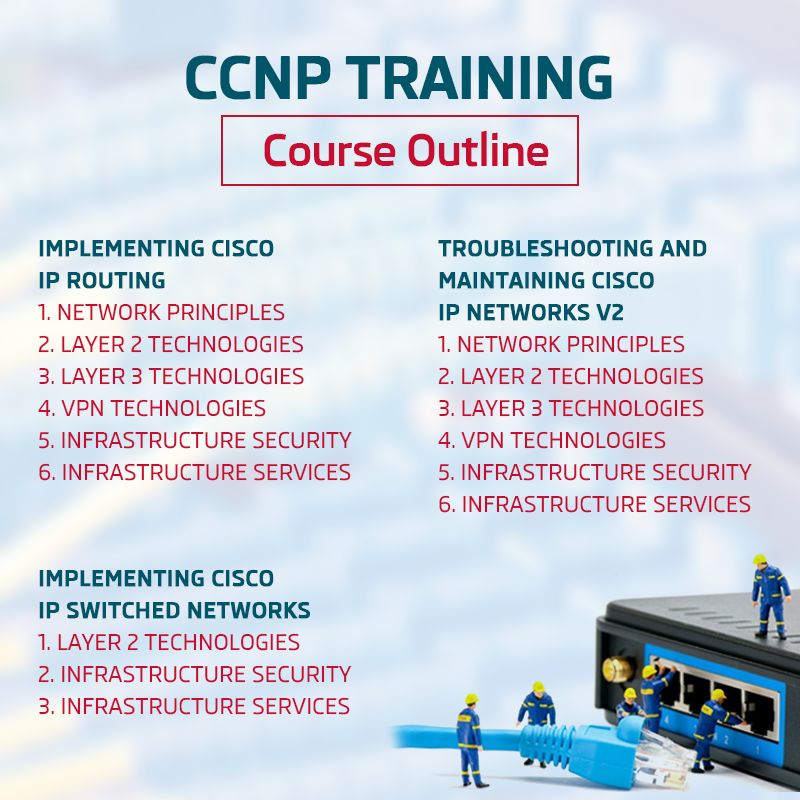 CCNP TRAINING
Course Outline
IMPLEMENTING CISCO
IP ROUTING
1. NETWORK PRINCIPLES
2. LAYER 2 TECHNOLOGIES
3. LAYER 3 TECHNOLOGIES
4. VPN TECHNOLOGIES
5. INFRASTRUCTURE SECURITY
6. INFRASTRUCTURE SERVICES
TROUBLESHOOTING AND
MAINTAINING CISCO
IP NETWORKS V2
1. NETWORK PRINCIPLES
2. LAYER 2 TECHNOLOGIES
3. LAYER 3 TECHNOLOGIES
4. VPN TECHNOLOGIES
5. INFRASTRUCTURE SECURITY
6. INFRASTRUCTURE SERVICES
IMPLEMENTING CISCO
IP SWITCHED NETWORKS
1. LAYER 2 TECHNOLOGIES
2. INFRASTRUCTURE SECURITY
3. INFRASTRUCTURE SERVICES
4 2 1